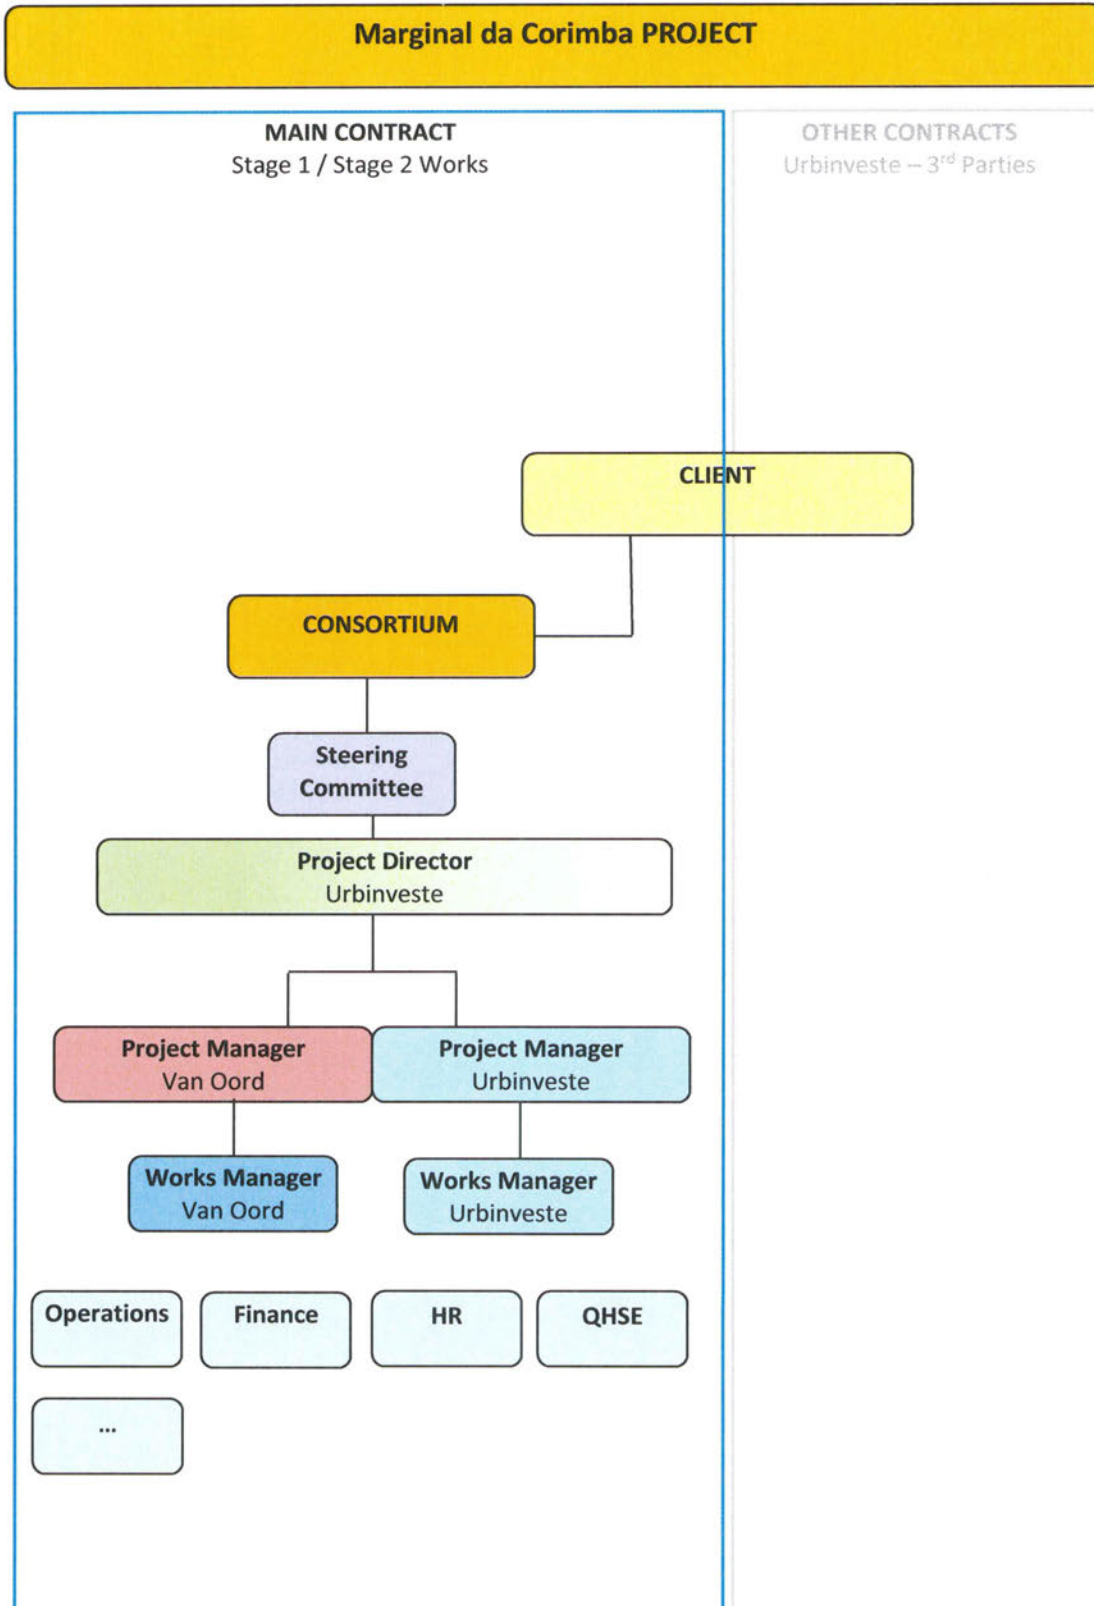 Marginal da Corimba PROJECT
MAIN CONTRACT
Stage 1 / Stage 2 Works
OTHER CONTRACTS
Urbinveste – 3rd Parties
CLIENT
CONSORTIUM
Steering
Committee
Project Director
Urbinveste
Project Manager
Van Oord
Project Manager
Urbinveste
Works Manager
Van Oord
Works Manager
Urbinveste
Operations
Finance
HR
QHSE
...